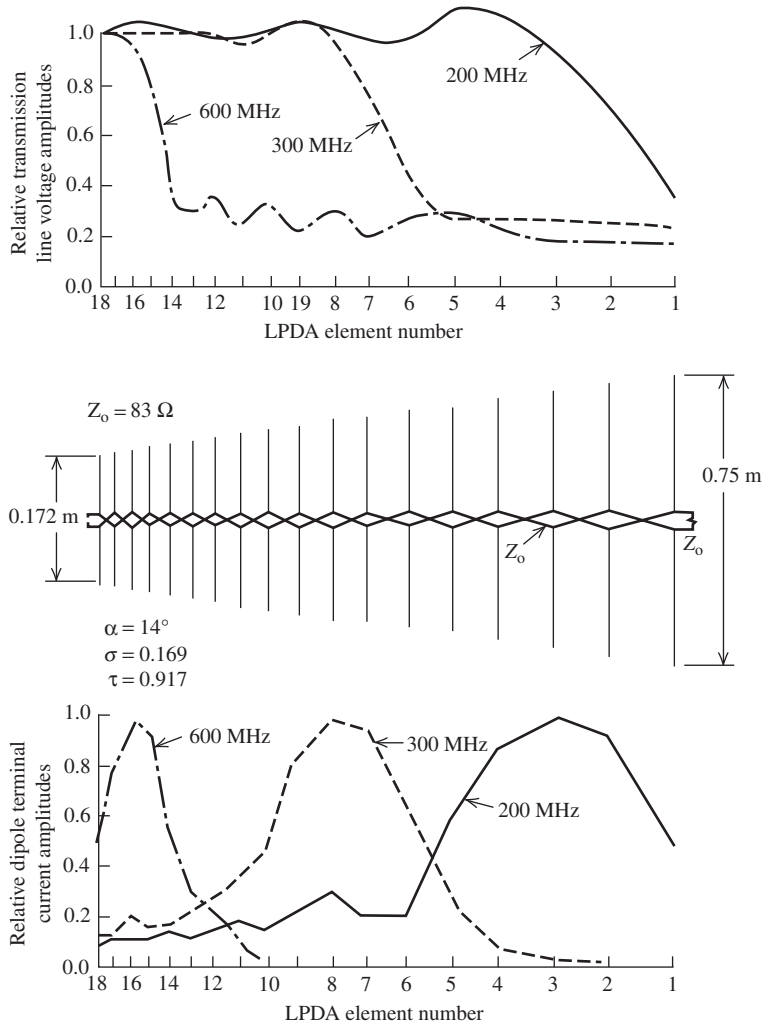 1.0
0.8
0.6
0.4
0.2
0.0
Relative transmission
line voltage amplitudes
600 MHz
300 MHz
200 MHz
18 16 14 12 10 19 8 7 6 5 4 3 2 1
LPDA element number
Zo = 83 Ω
0.172 m
0.75 m
Zo
Zo
α = 14°
σ = 0.169
τ = 0.917
1.0
0.8
0.6
0.4
0.2
0.0
Relative dipole terminal
current amplitudes
600 MHz
300 MHz
200 MHz
18 16 14 12 10 8 7 6 5 4 3 2 1
LPDA element number